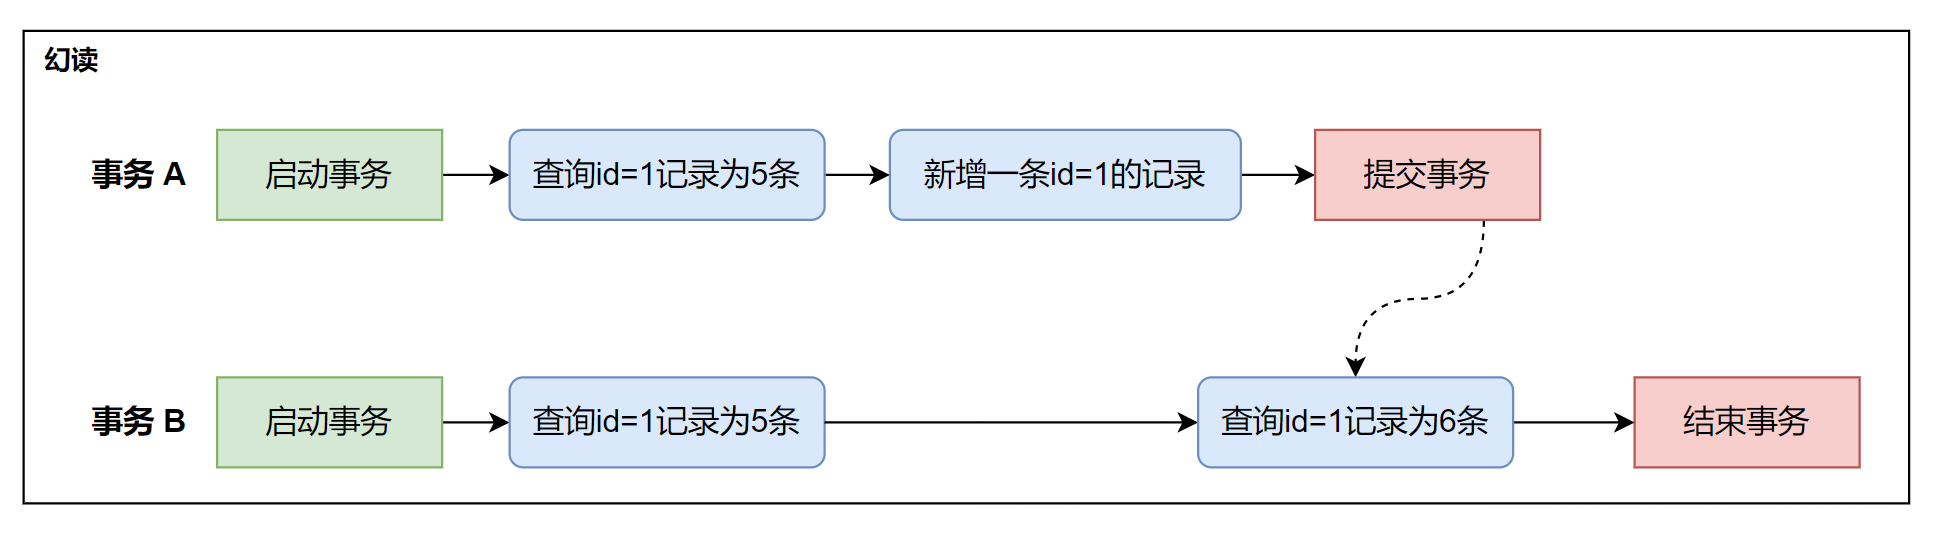 幻读
事务 A
启动事务
查询id=1记录为5条
新增一条id=1的记录
提交事务
事务 B
启动事务
查询id=1记录为5条
查询id=1记录为6条
结束事务